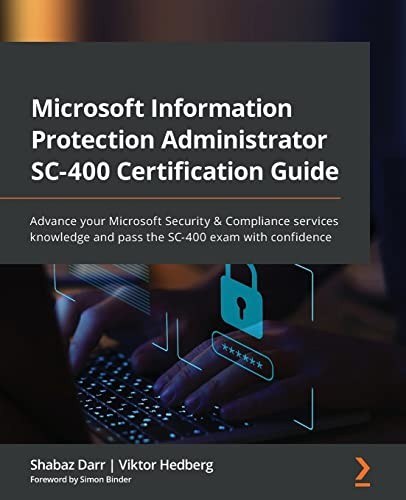 Microsoft Information
Protection Administrator
SC-400 Certification Guide
Advance your Microsoft Security & Compliance services
knowledge and pass the SC-400 exam with confidence
******
Shabaz Darr | Viktor Hedberg
Foreword by Simon Binder